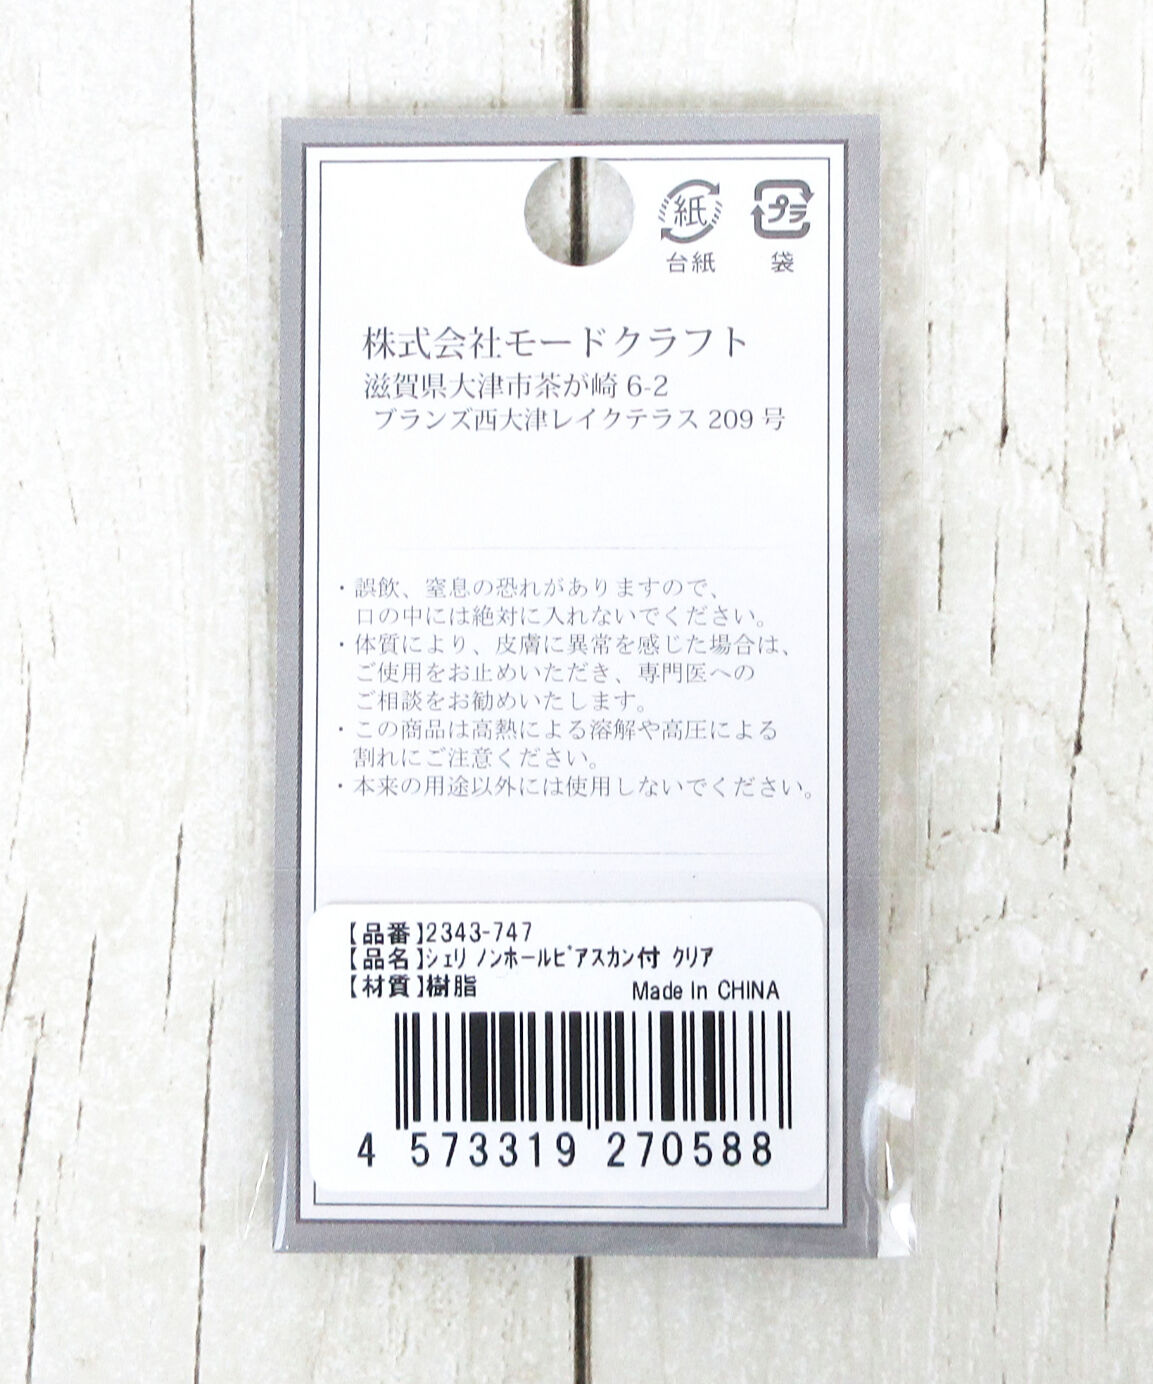 紙 プラ
台紙 袋
株式会社モードクラフト
滋賀県大津市茶が崎 6-2
ブランズ西大津レイクテラス 209 号
・誤飲、窒息の恐れがありますので、
口の中には絶対に入れないでください。
・体質により、皮膚に異常を感じた場合は、
ご使用をお止めいただき、専門医への
ご相談をお勧めいたします。
・この商品は高熱による溶解や高圧による
割れにご注意ください。
・本来の用途以外には使用しないでください。
【品番】2343-747
【品名】ｼｪﾘ ﾉﾝﾎｰﾙﾋﾟｱｽカン付 ｸﾘｱ
【材質】樹脂
Made In CHINA
4 573319 270588